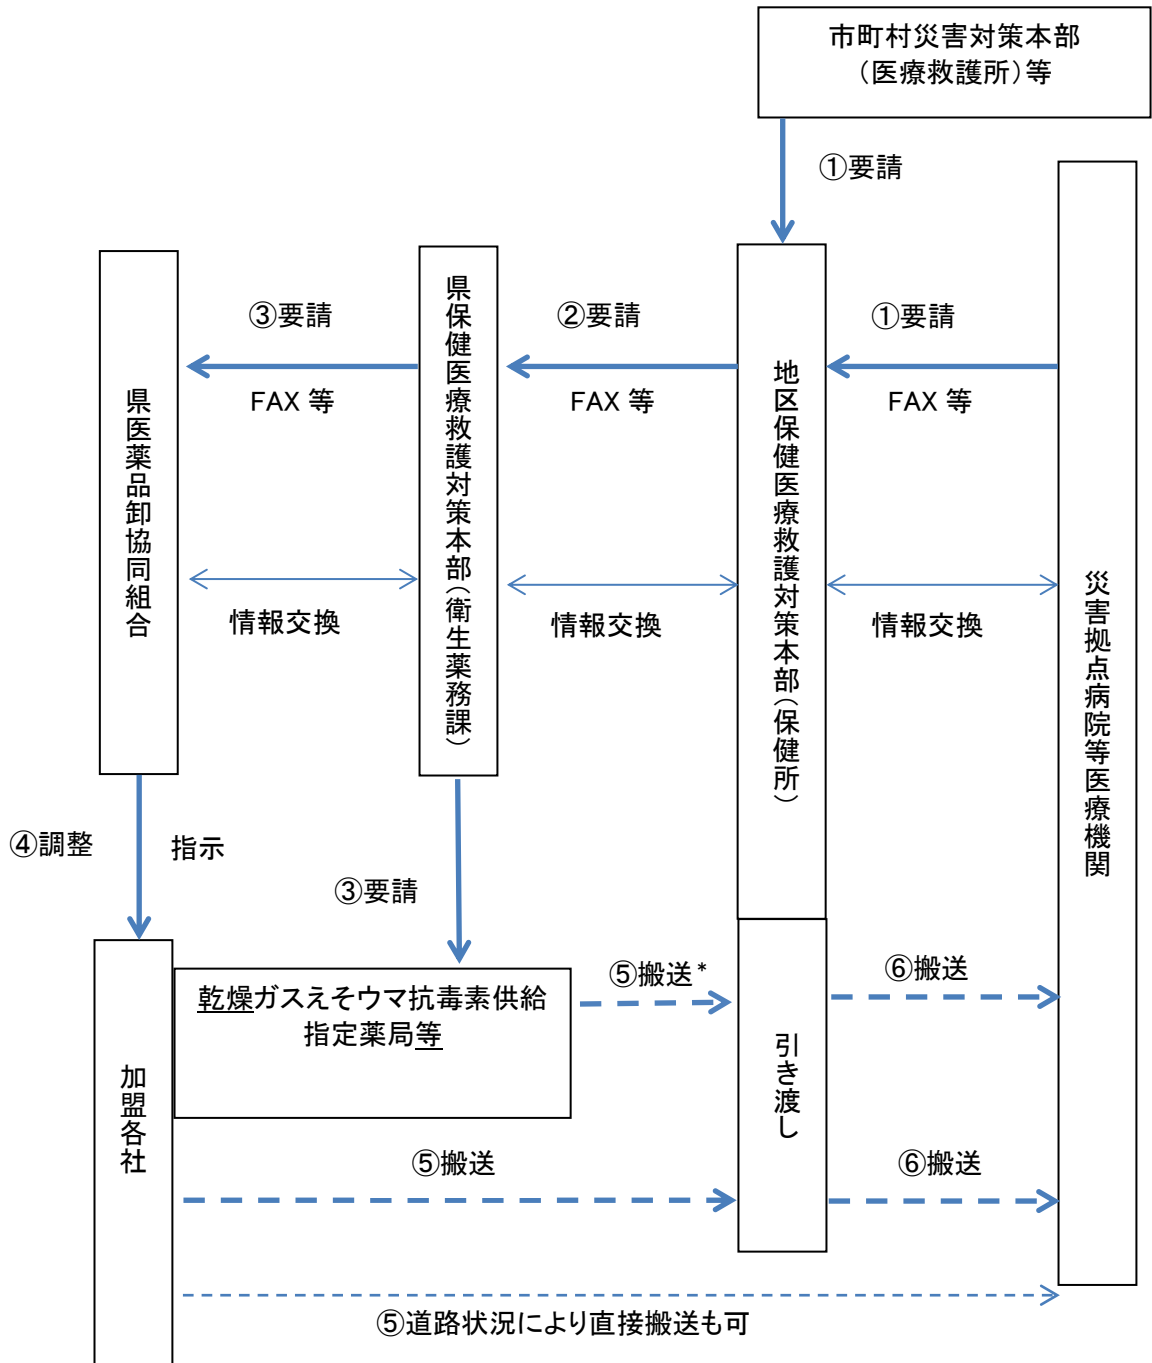 市町村災害対策本部
（医療救護所）等
①要請
③要請
②要請
①要請
FAX 等
FAX 等
FAX 等
県医薬品卸協同組合
県保健医療救護対策本部（衛生薬務課）
地区保健医療救護対策本部（保健所）
災害拠点病院等医療機関
情報交換
情報交換
情報交換
④調整
指示
③要請
乾燥ガスえそウマ抗毒素供給
指定薬局等
⑤搬送*
⑥搬送
加盟各社
引き渡し
⑤搬送
⑥搬送
⑤道路状況により直接搬送も可